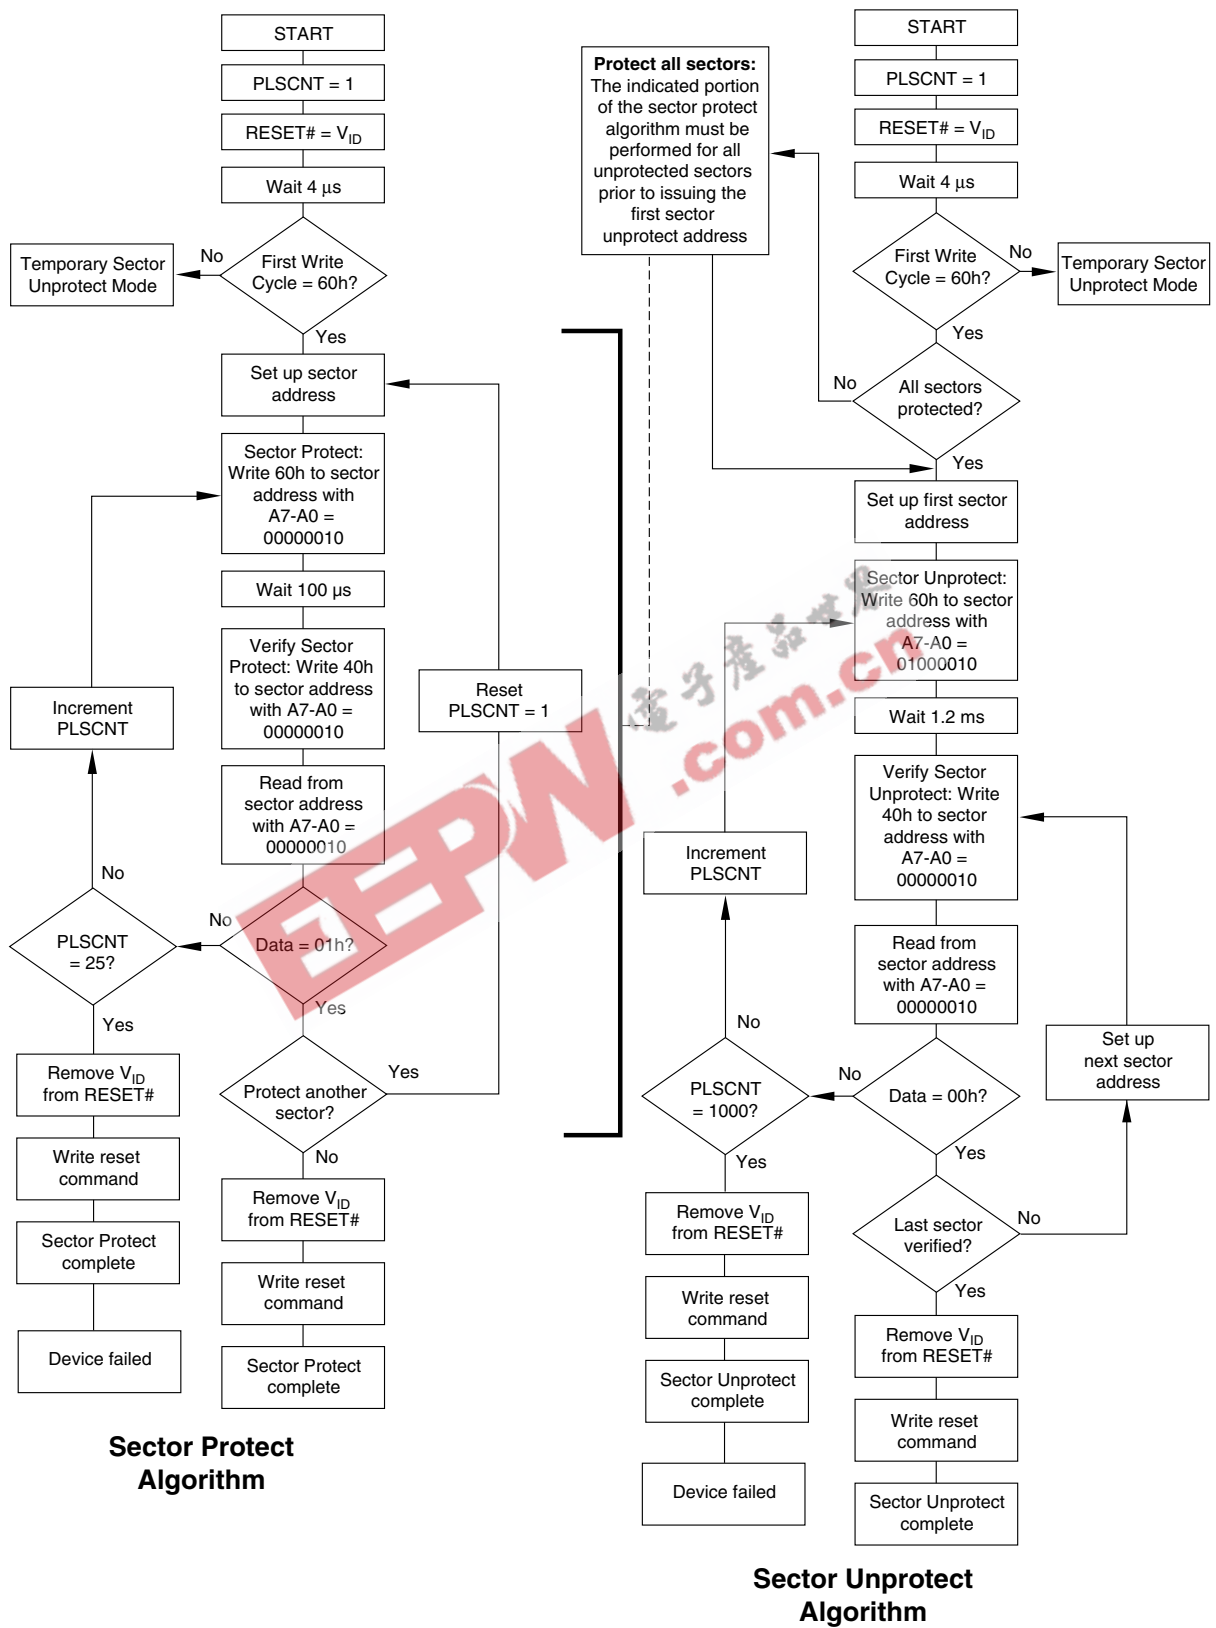 START
PLSCNT = 1
RESET# = VID
Wait 4 μs
First Write
Cycle = 60h?
No
Temporary Sector
Unprotect Mode
Yes
Set up sector
address
Sector Protect:
Write 60h to sector
address with
A7-A0 =
00000010
Wait 100 μs
Verify Sector
Protect: Write 40h
to sector address
with A7-A0 =
00000010
Read from
sector address
with A7-A0 =
00000010
Data = 01h?
No
PLSCNT
= 25?
No
Increment
PLSCNT
Yes
Remove VID
from RESET#
Write reset
command
Sector Protect
complete
Device failed
Yes
Protect another
sector?
Yes
Reset
PLSCNT = 1
No
Remove VID
from RESET#
Write reset
command
Sector Protect
complete
Sector Protect
Algorithm
Protect all sectors:
The indicated portion
of the sector protect
algorithm must be
performed for all
unprotected sectors
prior to issuing the
first sector
unprotect address
START
PLSCNT = 1
RESET# = VID
Wait 4 μs
First Write
Cycle = 60h?
No
Temporary Sector
Unprotect Mode
Yes
All sectors
protected?
No
Yes
Set up first sector
address
Sector Unprotect:
Write 60h to sector
address with
A7-A0 =
01000010
Wait 1.2 ms
Verify Sector
Unprotect: Write
40h to sector
address with
A7-A0 =
00000010
Read from
sector address
with A7-A0 =
00000010
Data = 00h?
No
PLSCNT
= 1000?
No
Increment
PLSCNT
Yes
Remove VID
from RESET#
Write reset
command
Sector Unprotect
complete
Device failed
Yes
Last sector
verified?
No
Set up
next sector
address
Yes
Remove VID
from RESET#
Write reset
command
Sector Unprotect
complete
Sector Unprotect
Algorithm
EEPW
電子產品世界
.com.cn